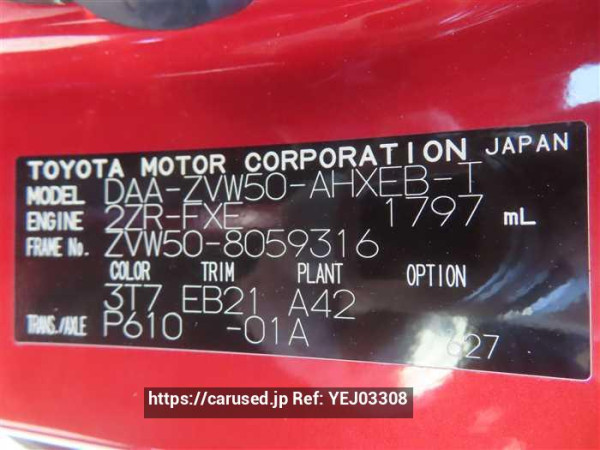 TOYOTA MOTOR CORPORATION JAPAN
MODEL DAA-ZVW50-AHXEB-T
ENGINE 2ZR-FXE 1797 mL
FRAME No. ZVW50-8059316
COLOR TRIM PLANT OPTION
3T7 EB21 A42
TRANS./AXLE P610 -01A
627
https://carused.jp Ref: YEJ03308